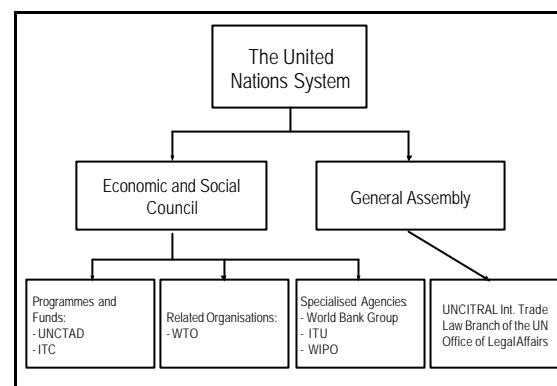 The United
Nations System
Economic and Social
Council
General Assembly
Programmes and
Funds:
- UNCTAD
- ITC
Related Organisations:
- WTO
Specialised Agencies:
- World Bank Group
- ITU
- WIPO
UNCITRAL Int. Trade
Law Branch of the UN
Office of Legal Affairs